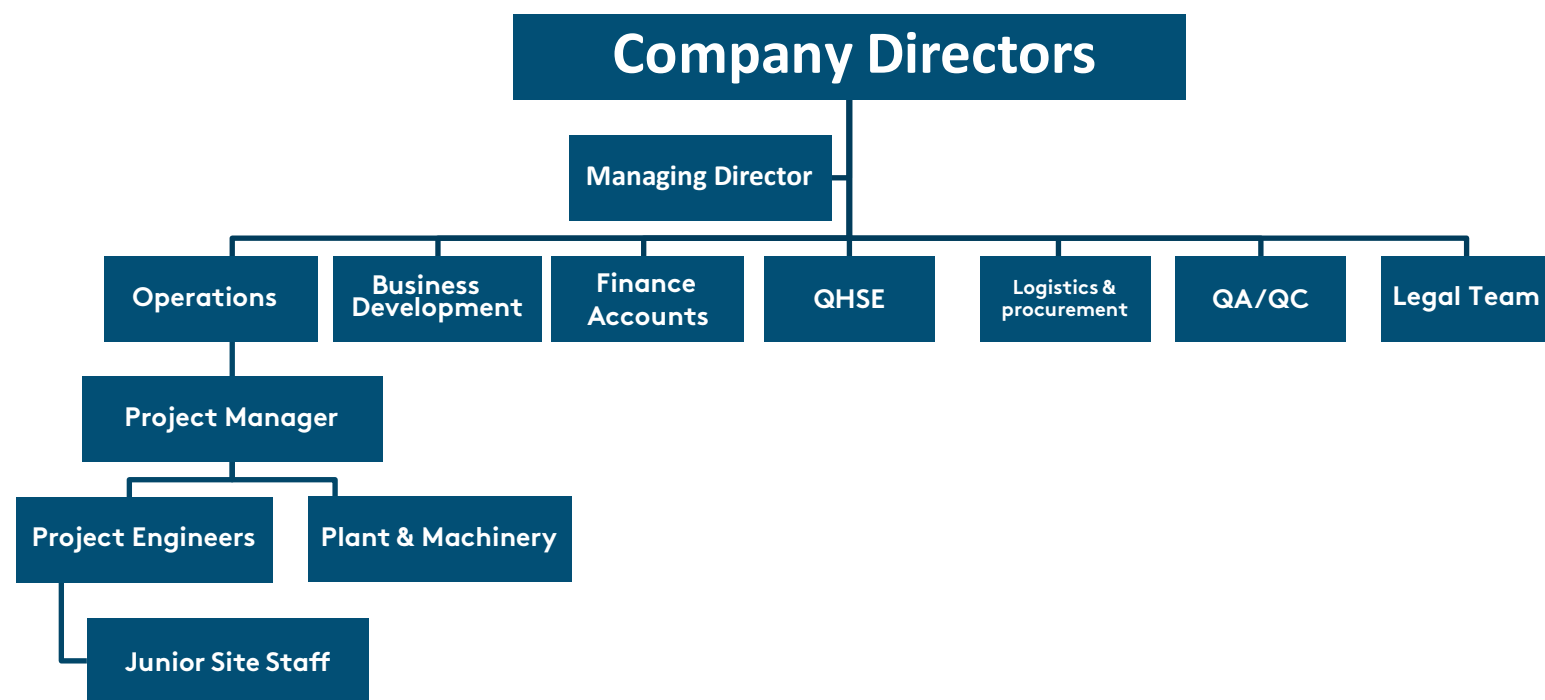 Company Directors
Managing Director
Operations
Business
Development
Finance
Accounts
QHSE
Logistics &
procurement
QA/QC
Legal Team
Project Manager
Project Engineers
Plant & Machinery
Junior Site Staff